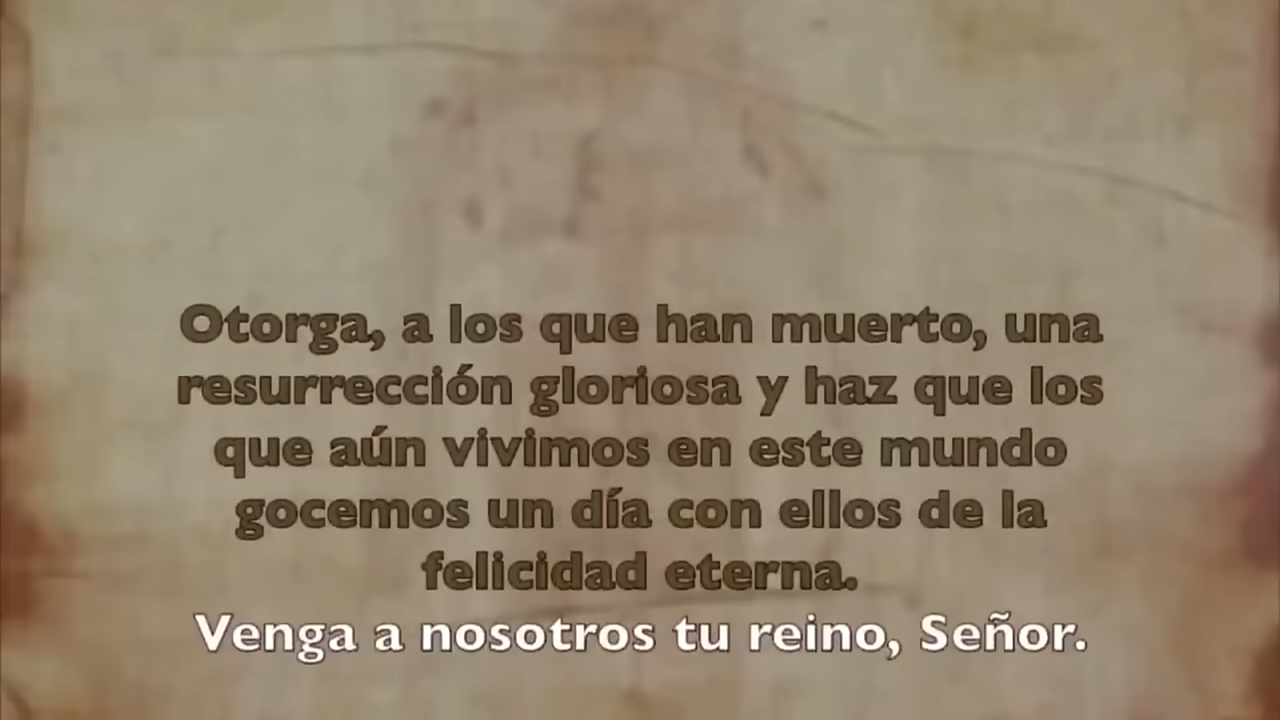 Otorga, a los que han muerto, una
resurrección gloriosa y haz que los
que aún vivimos en este mundo
gocemos un día con ellos de la
felicidad eterna.
Venga a nosotros tu reino, Señor.